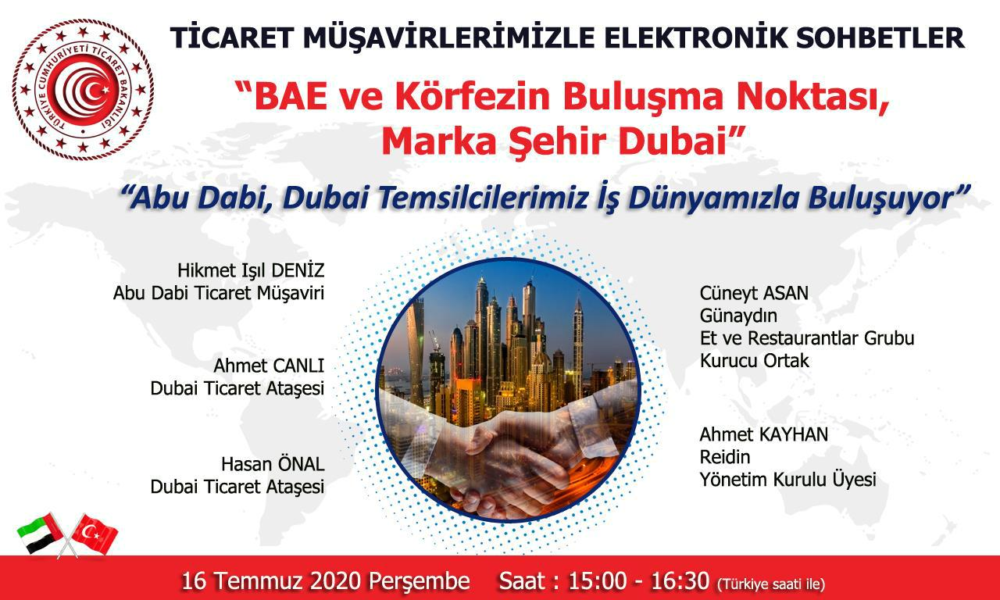 TÜRKİYE CUMHURİYETİ TİCARET BAKANLIĞI
TİCARET MÜŞAVİRLERİMİZLE ELEKTRONİK SOHBETLER
“BAE ve Körfezin Buluşma Noktası,
Marka Şehir Dubai”
“Abu Dabi, Dubai Temsilcilerimiz İş Dünyamızla Buluşuyor”
Hikmet Işıl DENİZ
Abu Dabi Ticaret Müşaviri
Ahmet CANLI
Dubai Ticaret Ataşesi
Hasan ÖNAL
Dubai Ticaret Ataşesi
Cüneyt ASAN
Günaydın
Et ve Restaurantlar Grubu
Kurucu Ortak
Ahmet KAYHAN
Reidin
Yönetim Kurulu Üyesi
16 Temmuz 2020 Perşembe Saat : 15:00 - 16:30 (Türkiye saati ile)